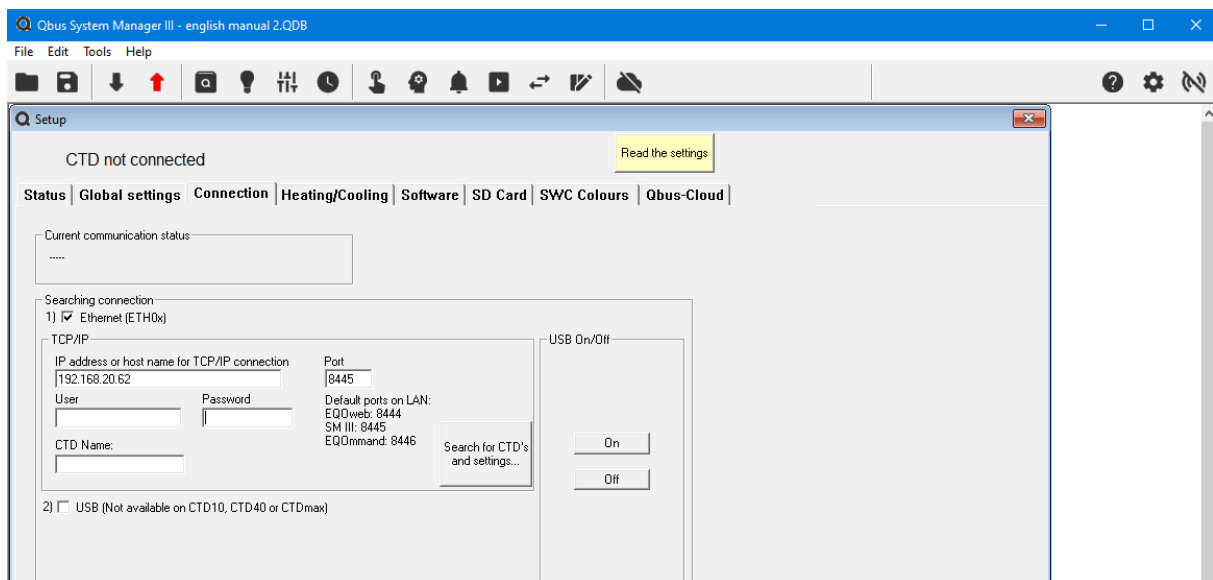 Qbus System Manager III - english manual 2.QDB
File Edit Tools Help
Setup
CTD not connected
Read the settings
Status Global settings Connection Heating/Cooling Software SD Card SWC Colours Qbus-Cloud
Current communication status
.....
Searching connection
1) Ethernet (ETH0x)
TCP/IP
USB On/Off
IP address or host name for TCP/IP connection
Port
192.168.20.62
8445
User
Password
Default ports on LAN:
EQOweb: 8444
SM III: 8445
EQOmmand: 8446
CTD Name:
Search for CTD's
and settings...
On
Off
2) USB (Not available on CTD10, CTD40 or CTDmax)